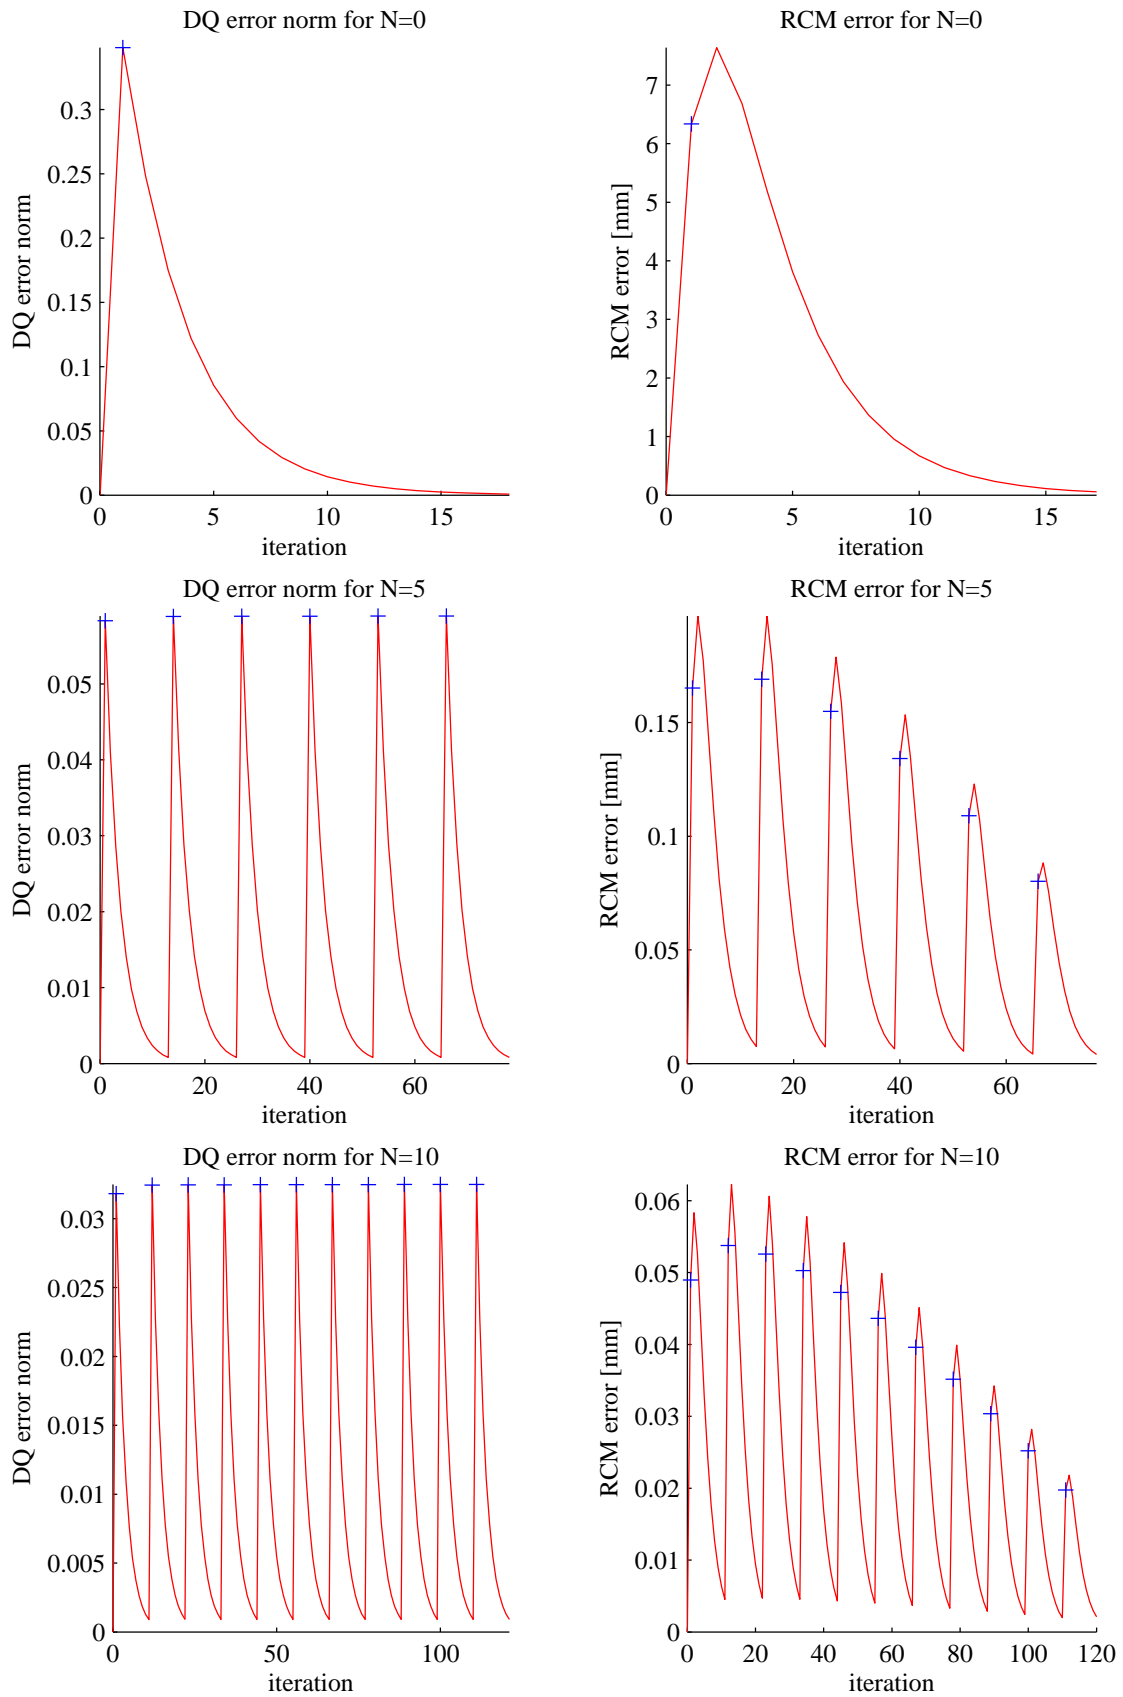 DQ error norm for N=0
0.3
0.25
0.2
0.15
0.1
0.05
0
DQ error norm
0 5 10 15
iteration
RCM error for N=0
7
6
5
4
3
2
1
0
RCM error [mm]
0 5 10 15
iteration
DQ error norm for N=5
0.05
0.04
0.03
0.02
0.01
0
DQ error norm
0 20 40 60
iteration
RCM error for N=5
0.15
0.1
0.05
0
RCM error [mm]
0 20 40 60
iteration
DQ error norm for N=10
0.03
0.025
0.02
0.015
0.01
0.005
0
DQ error norm
0 50 100
iteration
RCM error for N=10
0.06
0.05
0.04
0.03
0.02
0.01
0
RCM error [mm]
0 20 40 60 80 100 120
iteration